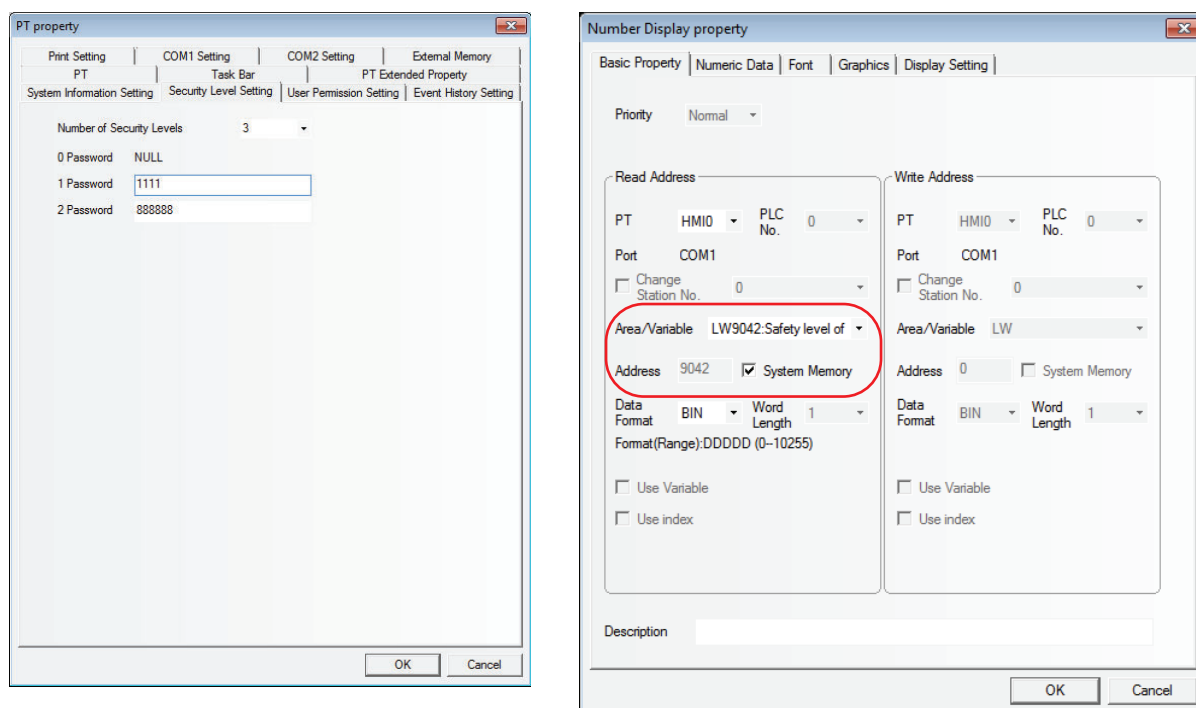 PT property
Print Setting COM1 Setting COM2 Setting External Memory
PT Task Bar PT Extended Property
System Information Setting Security Level Setting User Permission Setting Event History Setting
Number of Security Levels 3
0 Password NULL
1 Password 1111
2 Password 888888
OK Cancel
Number Display property
Basic Property Numeric Data Font Graphics Display Setting
Priority Normal
Read Address
PT HMI0 PLC No. 0
Port COM1
Change Station No. 0
Area/Variable LW9042:Safety level of
Address 9042 System Memory
Data Format BIN Word Length 1
Format(Range):DDDDD (0--10255)
Use Variable
Use index
Write Address
PT HMI0 PLC No. 0
Port COM1
Change Station No. 0
Area/Variable LW
Address 0 System Memory
Data Format BIN Word Length 1
Use Variable
Use index
Description
OK Cancel